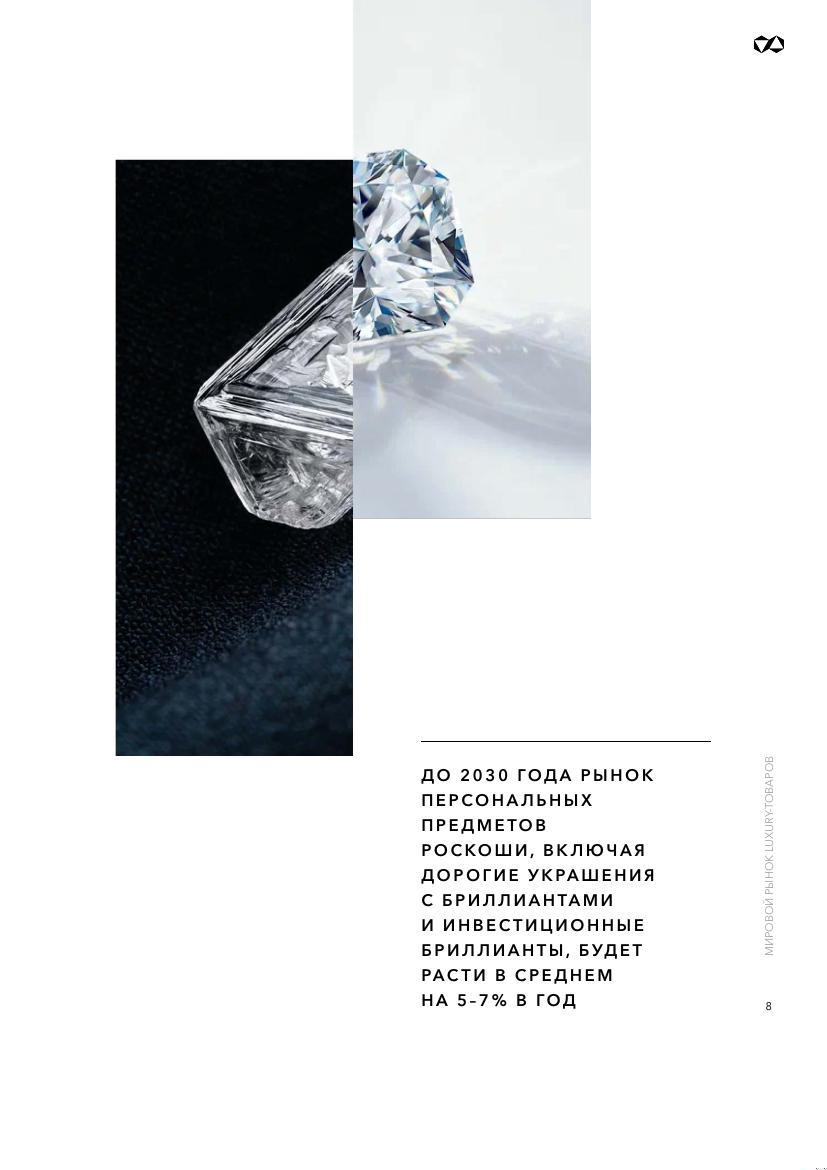 ДО 2030 ГОДА РЫНОК
ПЕРСОНАЛЬНЫХ
ПРЕДМЕТОВ
РОСКОШИ, ВКЛЮЧАЯ
ДОРОГИЕ УКРАШЕНИЯ
С БРИЛЛИАНТАМИ
И ИНВЕСТИЦИОННЫЕ
БРИЛЛИАНТЫ, БУДЕТ
РАСТИ В СРЕДНЕМ
НА 5–7% В ГОД
МИРОВОЙ РЫНОК LUXURY-ТОВАРОВ
8